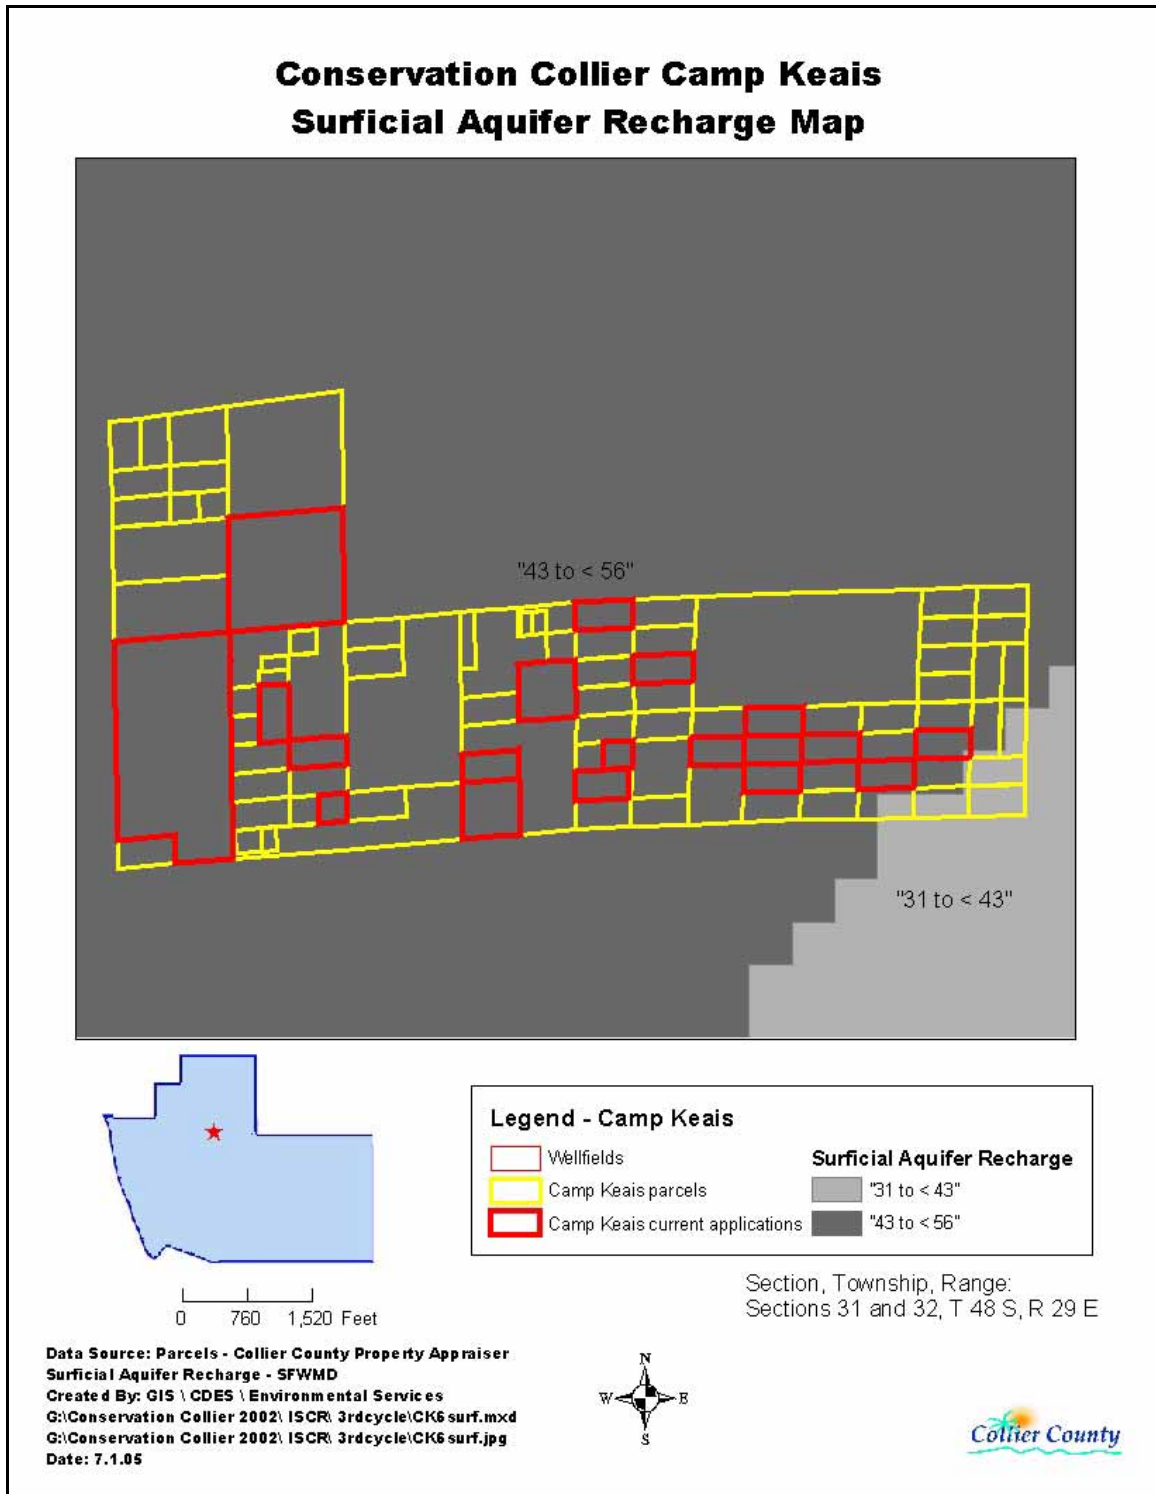 Conservation Collier Camp Keais
Surficial Aquifer Recharge Map
"43 to < 56"
"31 to < 43"
Legend - Camp Keais
Wellfields
Camp Keais parcels
Camp Keais current applications
Surficial Aquifer Recharge
"31 to < 43"
"43 to < 56"
0 760 1,520 Feet
Section, Township, Range:
Sections 31 and 32, T 48 S, R 29 E
Data Source: Parcels - Collier County Property Appraiser
Surficial Aquifer Recharge - SFWMD
Created By: GIS \ CDES \ Environmental Services
G:\Conservation Collier 2002\ ISCR\ 3rdcycle\CK6surf.mxd
G:\Conservation Collier 2002\ ISCR\ 3rdcycle\CK6surf.jpg
Date: 7.1.05
N
W E
S
Collier County